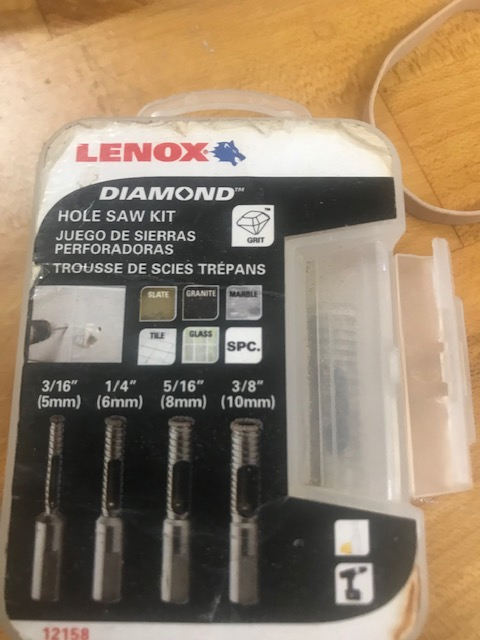 LENOX®
DIAMOND™
HOLE SAW KIT
JUEGO DE SIERRAS
PERFORADORAS
TROUSSE DE SCIES TRÉPANS
™
GRIT
SLATE GRANITE MARBLE
TILE GLASS SPC.
3/16" 1/4" 5/16" 3/8"
(5mm) (6mm) (8mm) (10mm)
12158